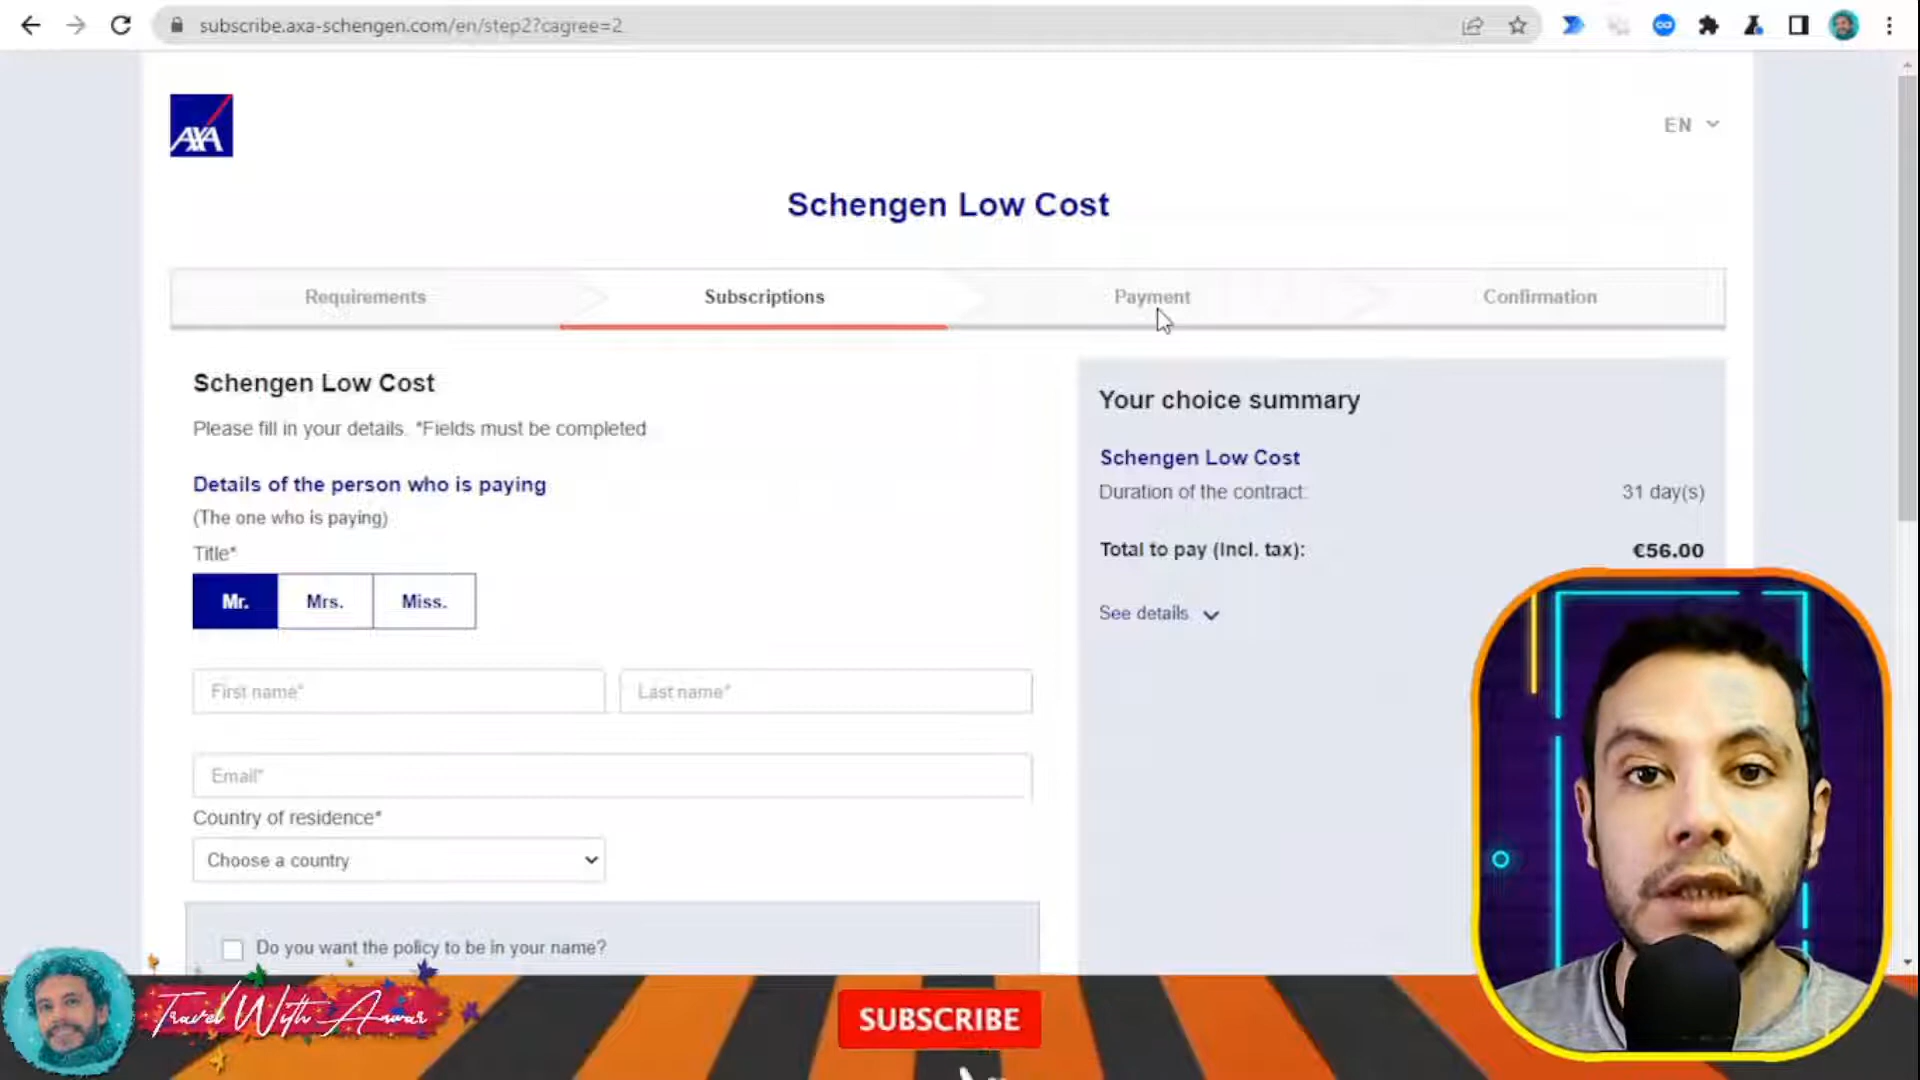 subscribe.axa-schengen.com/en/step2?cagree=2
AXA
EN
Schengen Low Cost
Requirements
Subscriptions
Payment
Confirmation
Schengen Low Cost
Please fill in your details. *Fields must be completed
Details of the person who is paying
(The one who is paying)
Title*
Mr.
Mrs.
Miss.
First name*
Last name*
Email*
Country of residence*
Choose a country
Do you want the policy to be in your name?
Your choice summary
Schengen Low Cost
Duration of the contract: 31 day(s)
Total to pay (incl. tax): €56.00
See details
Travel With Anwar
SUBSCRIBE